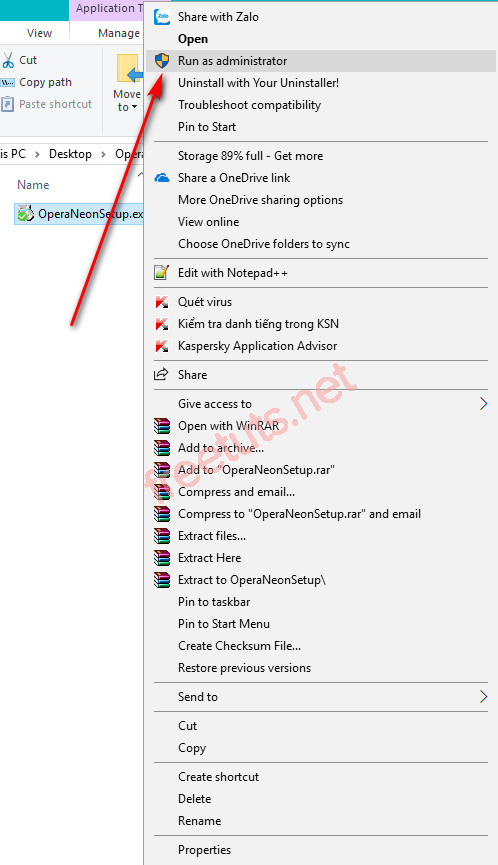 Application T
View
Manage
Cut
Copy path
Paste shortcut
Move
to
is PC > Desktop > Oper
Name
OperaNeonSetup.ex
Share with Zalo
Open
Run as administrator
Uninstall with Your Uninstaller!
Troubleshoot compatibility
Pin to Start
Storage 89% full - Get more
Share a OneDrive link
More OneDrive sharing options
View online
Choose OneDrive folders to sync
Edit with Notepad++
Quét virus
Kiểm tra danh tiếng trong KSN
Kaspersky Application Advisor
Share
Give access to
Open with WinRAR
Add to archive...
Add to "OperaNeonSetup.rar"
Compress and email...
Compress to "OperaNeonSetup.rar" and email
Extract files...
Extract Here
Extract to OperaNeonSetup\
Pin to taskbar
Pin to Start Menu
Create Checksum File...
Restore previous versions
Send to
Cut
Copy
Create shortcut
Delete
Rename
Properties
freetuts.net